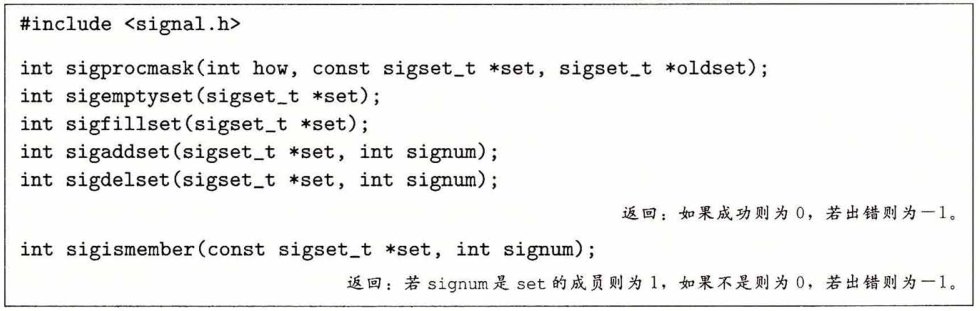 #include <signal.h>
int sigprocmask(int how, const sigset_t *set, sigset_t *oldset);
int sigemptyset(sigset_t *set);
int sigfillset(sigset_t *set);
int sigaddset(sigset_t *set, int signum);
int sigdelset(sigset_t *set, int signum);
返回：如果成功则为 0，若出错则为－1。
int sigismember(const sigset_t *set, int signum);
返回：若 signum 是 set 的成员则为 1，如果不是则为 0，若出错则为－1。